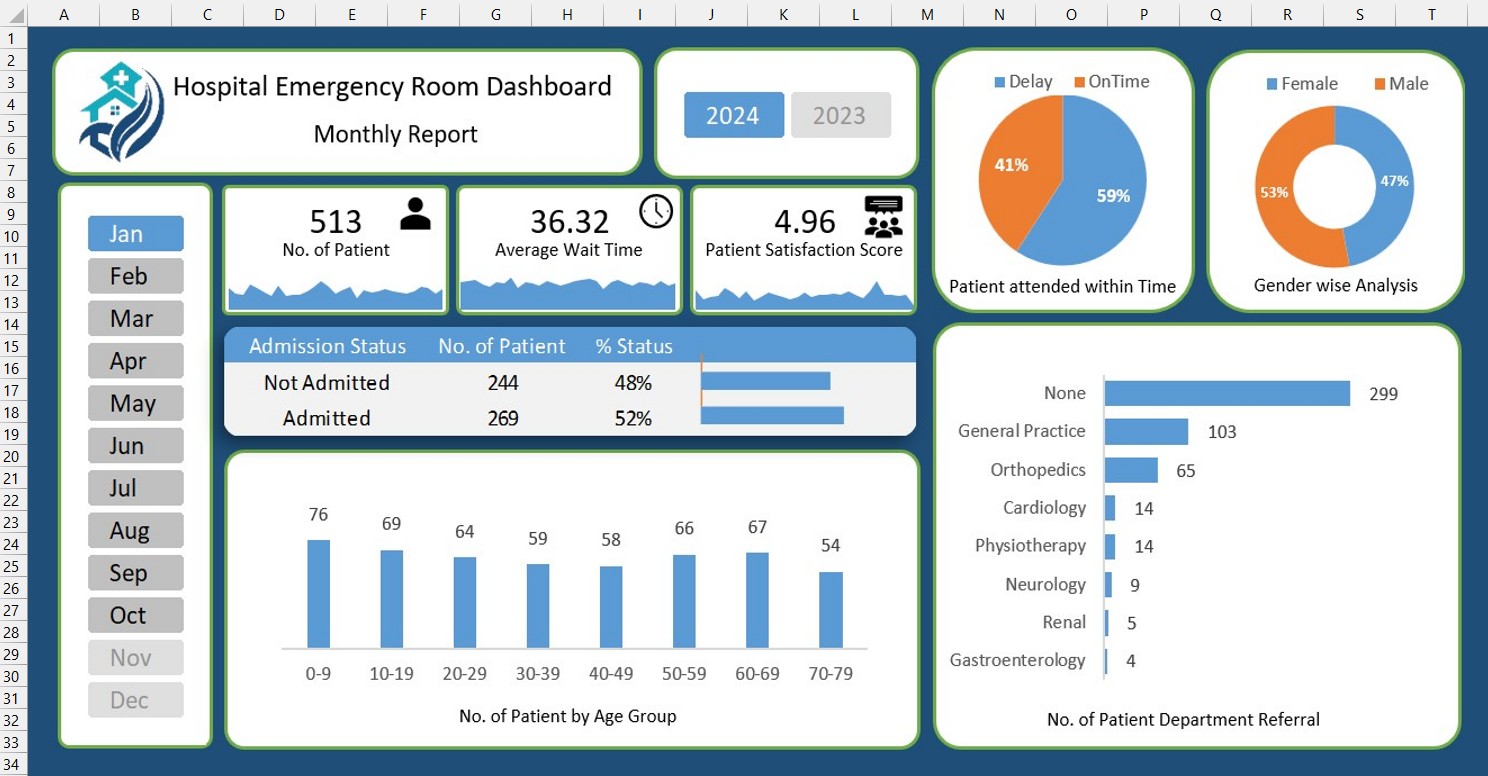 A B C D E F G H I J K L M N O P Q R S T
1
2
3
4
5
6
7
8
9
10
11
12
13
14
15
16
17
18
19
20
21
22
23
24
25
26
27
28
29
30
31
32
33
34
Hospital Emergency Room Dashboard
Monthly Report
2024 2023
Delay OnTime
41%
59%
Patient attended within Time
Female Male
53% 47%
Gender wise Analysis
Jan
Feb
Mar
Apr
May
Jun
Jul
Aug
Sep
Oct
Nov
Dec
513
No. of Patient
36.32
Average Wait Time
4.96
Patient Satisfaction Score
Admission Status No. of Patient % Status
Not Admitted 244 48%
Admitted 269 52%
76 69 64 59 58 66 67 54
0-9 10-19 20-29 30-39 40-49 50-59 60-69 70-79
No. of Patient by Age Group
None 299
General Practice 103
Orthopedics 65
Cardiology 14
Physiotherapy 14
Neurology 9
Renal 5
Gastroenterology 4
No. of Patient Department Referral